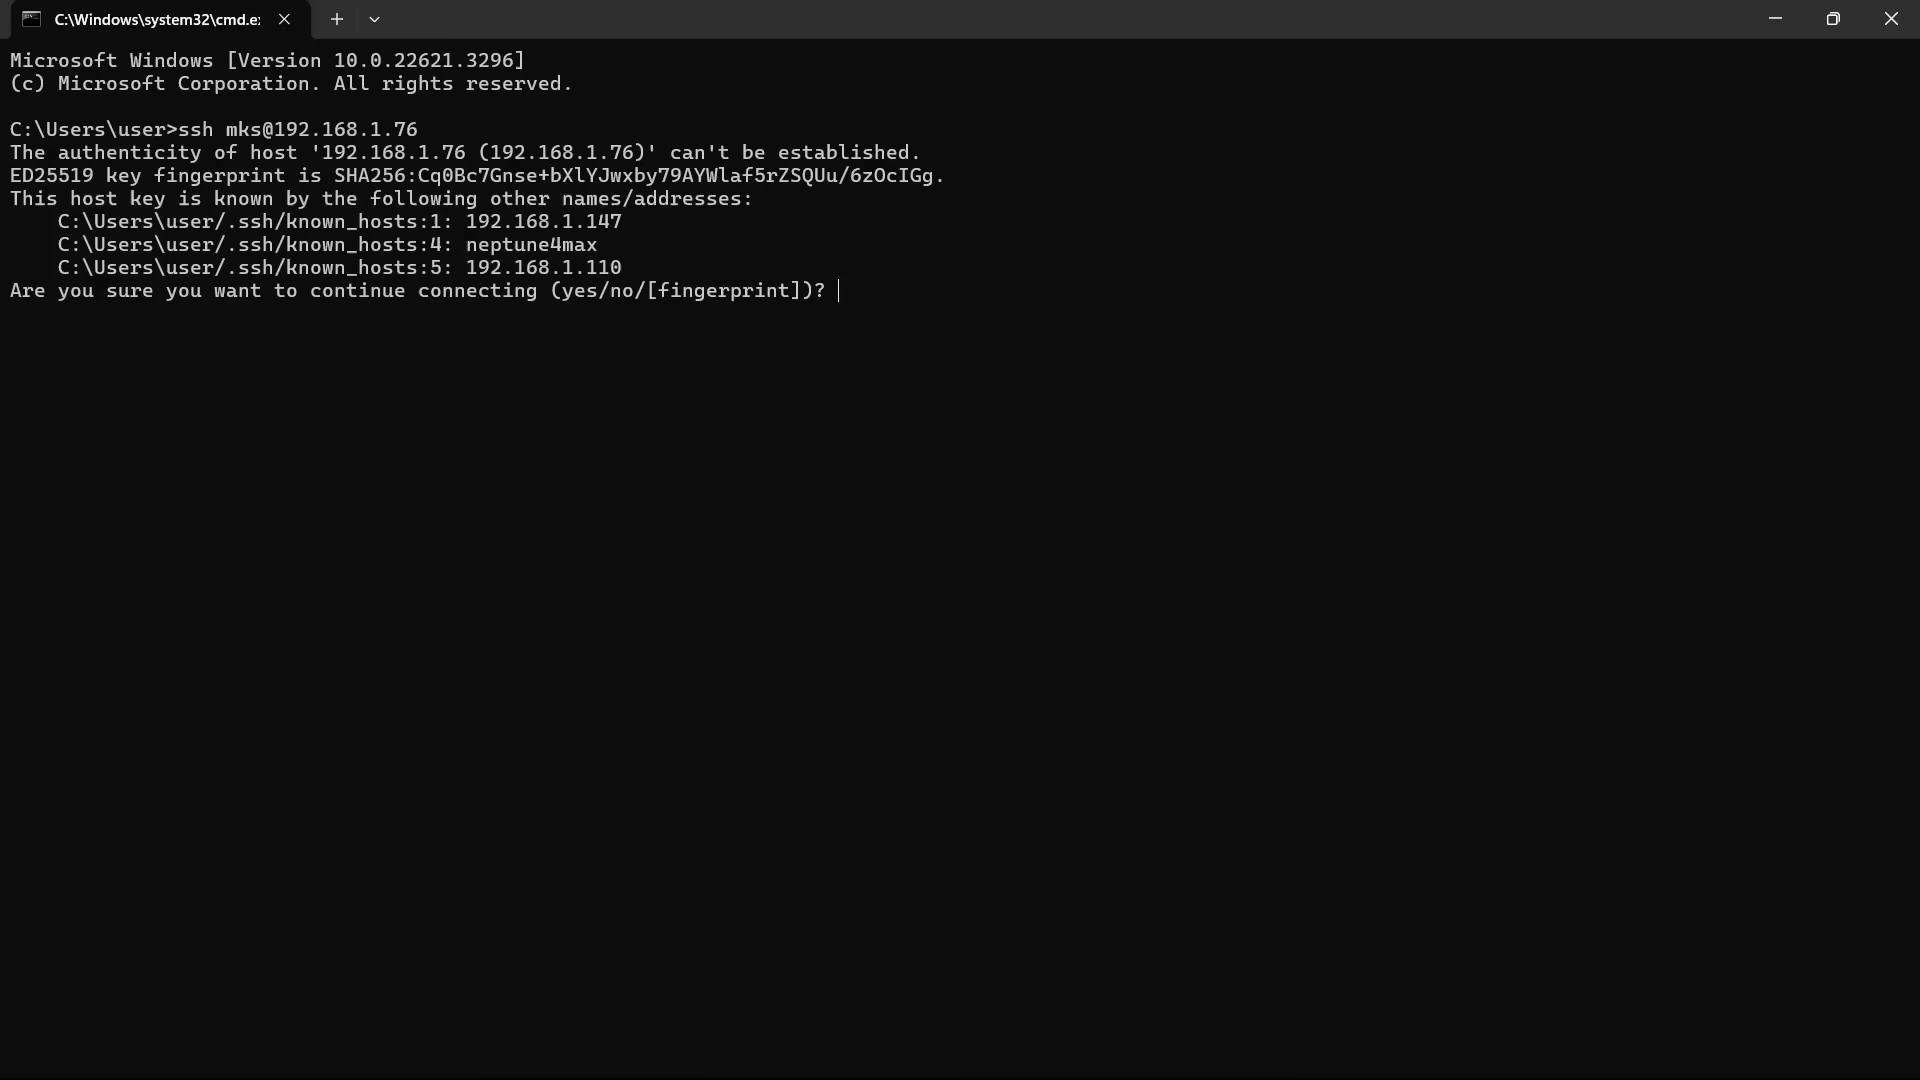 C:\Windows\system32\cmd.e
Microsoft Windows [Version 10.0.22621.3296]
(c) Microsoft Corporation. All rights reserved.
C:\Users\user>ssh mks@192.168.1.76
The authenticity of host '192.168.1.76 (192.168.1.76)' can't be established.
ED25519 key fingerprint is SHA256:Cq0Bc7Gnse+bXlYJwxby79AYWlaf5rZSQUu/6zOcIGg.
This host key is known by the following other names/addresses:
C:\Users\user/.ssh/known_hosts:1: 192.168.1.147
C:\Users\user/.ssh/known_hosts:4: neptune4max
C:\Users\user/.ssh/known_hosts:5: 192.168.1.110
Are you sure you want to continue connecting (yes/no/[fingerprint])?